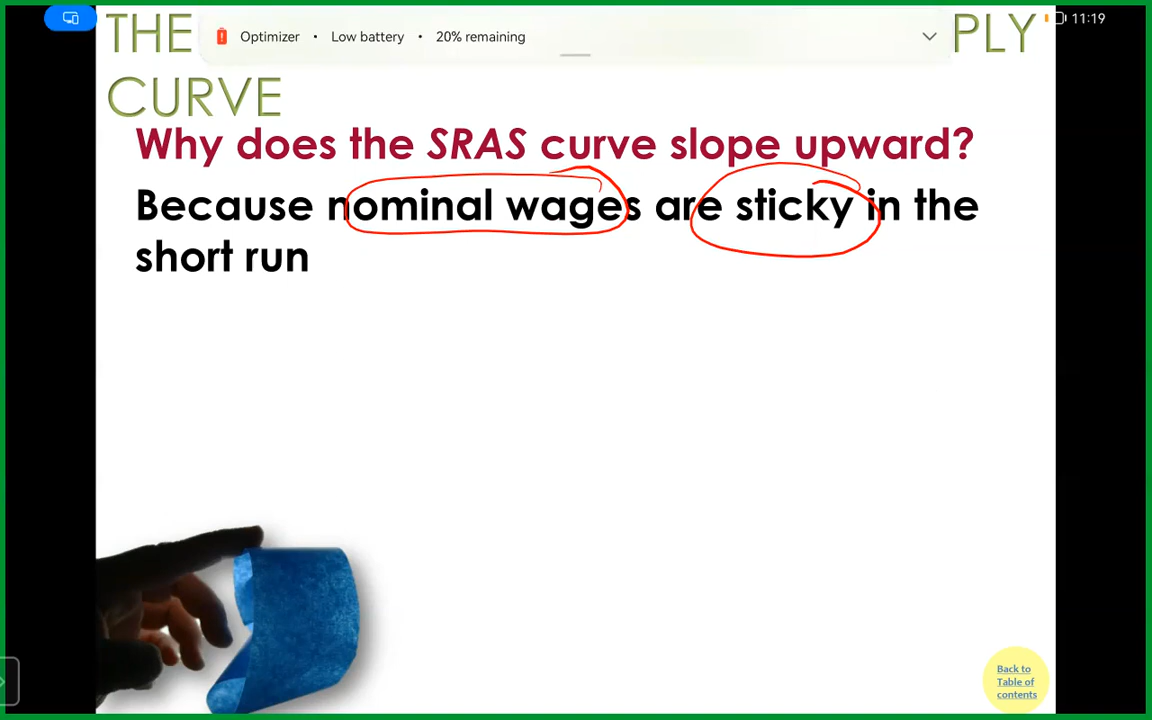 Optimizer • Low battery • 20% remaining
11:19
THE PLY
CURVE
Why does the SRAS curve slope upward?
Because nominal wages are sticky in the
short run
Back to
Table of
contents